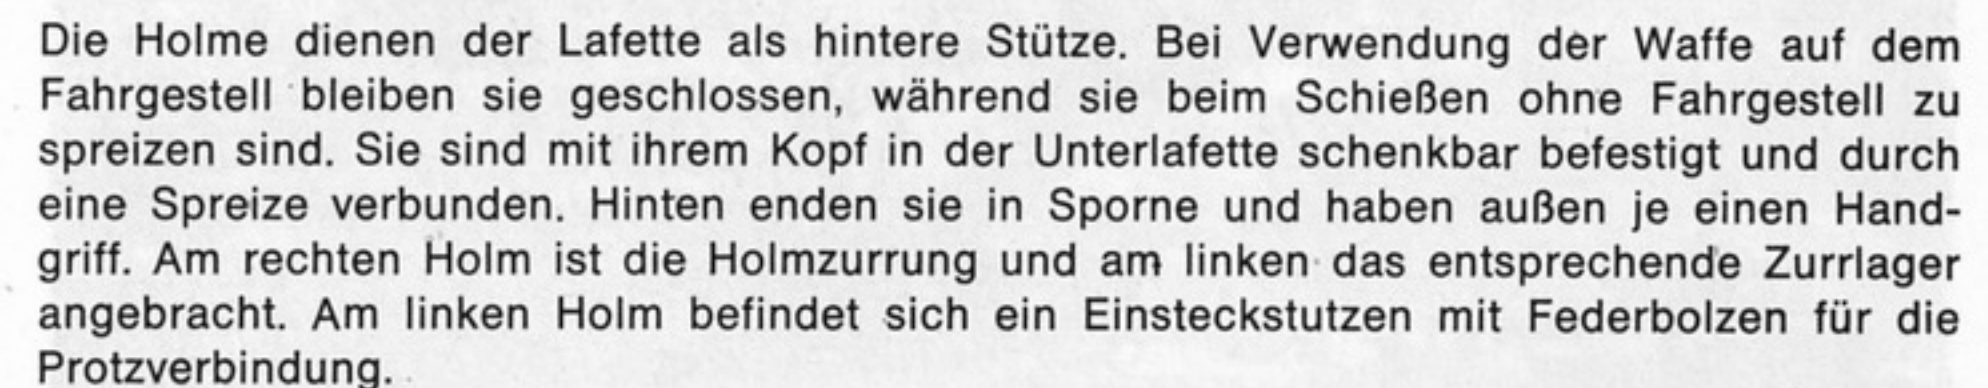 Die Holme dienen der Lafette als hintere Stütze. Bei Verwendung der Waffe auf dem
Fahrgestell bleiben sie geschlossen, während sie beim Schießen ohne Fahrgestell zu
spreizen sind. Sie sind mit ihrem Kopf in der Unterlafette schenkbar befestigt und durch
eine Spreize verbunden. Hinten enden sie in Sporne und haben außen je einen Hand-
griff. Am rechten Holm ist die Holmzurrung und am linken das entsprechende Zurrlager
angebracht. Am linken Holm befindet sich ein Einsteckstutzen mit Federbolzen für die
Protzverbindung.